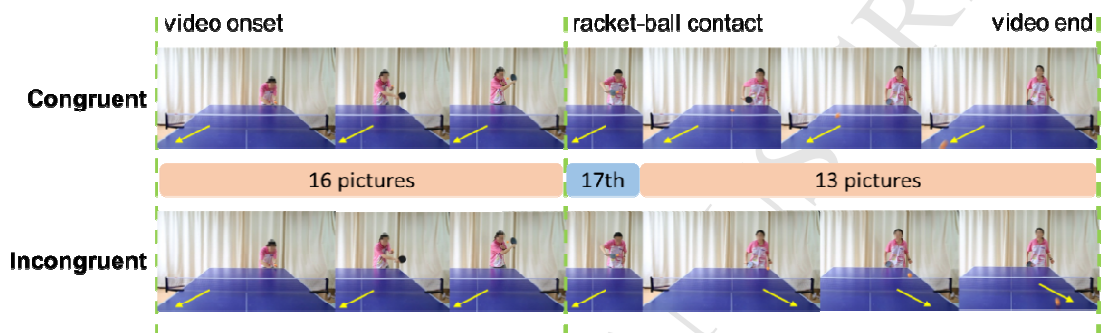 video onset racket-ball contact video end
Congruent
16 pictures 17th 13 pictures
Incongruent